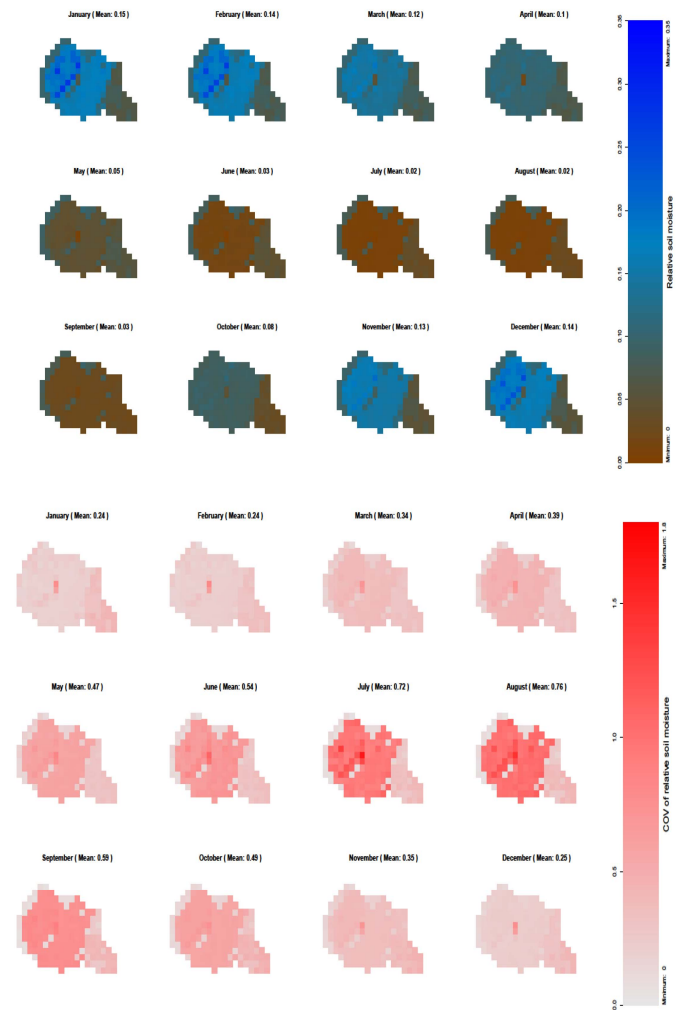 January ( Mean: 0.15 )
February ( Mean: 0.14 )
March ( Mean: 0.12 )
April ( Mean: 0.1 )
May ( Mean: 0.05 )
June ( Mean: 0.03 )
July ( Mean: 0.02 )
August ( Mean: 0.02 )
September ( Mean: 0.03 )
October ( Mean: 0.08 )
November ( Mean: 0.13 )
December ( Mean: 0.14 )
0.35
0.30
0.25
0.20
0.15
0.10
0.05
0.00
Relative soil moisture
Maximum: 0.35
Minimum: 0
January ( Mean: 0.24 )
February ( Mean: 0.24 )
March ( Mean: 0.34 )
April ( Mean: 0.39 )
May ( Mean: 0.47 )
June ( Mean: 0.54 )
July ( Mean: 0.72 )
August ( Mean: 0.76 )
September ( Mean: 0.59 )
October ( Mean: 0.49 )
November ( Mean: 0.35 )
December ( Mean: 0.25 )
1.5
1.0
0.5
0.0
COV of relative soil moisture
Maximum: 1.8
Minimum: 0